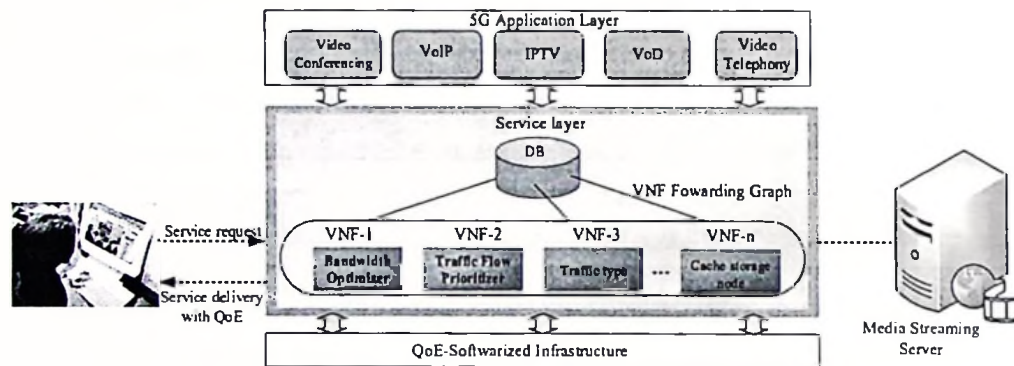 5G Application Layer
Video
Conferencing
VoIP
IPTV
VoD
Video
Telephony
Service layer
DB
VNF Fowarding Graph
Service request
Service delivery
with QoE
VNF-1
VNF-2
VNF-3
VNF-n
Bandwidth
Optimiser
Traffic Flow
Prioritizer
Traffic type
...
Cache storage
node
Media Streaming
Server
QoE-Softwarized Infrastructure